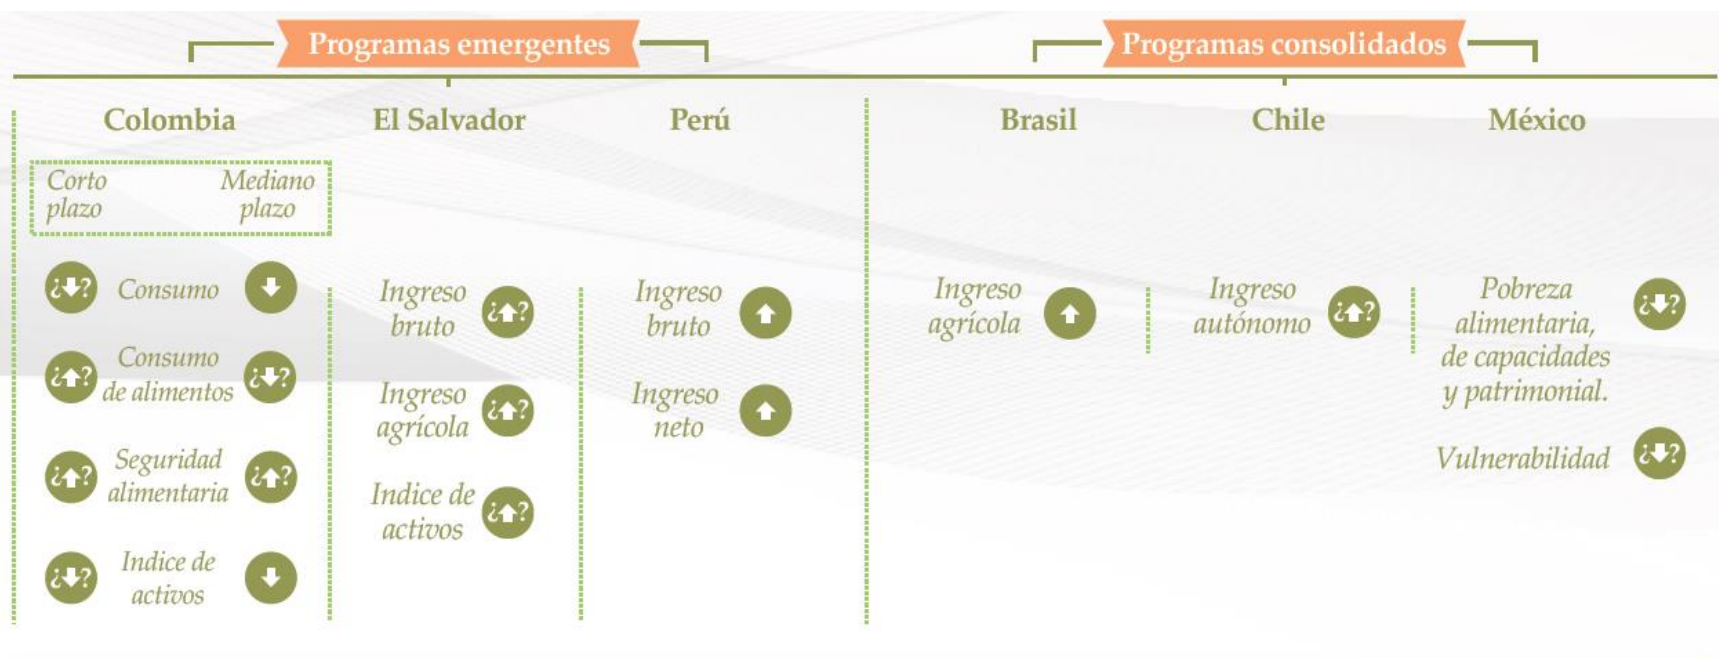 Programas emergentes
Programas consolidados
Colombia
El Salvador
Perú
Brasil
Chile
México
Corto
plazo
Mediano
plazo
¿⬇?
Consumo
⬇
¿⬆?
Consumo
de alimentos
¿⬇?
¿⬆?
Seguridad
alimentaria
¿⬆?
¿⬇?
Indice de
activos
⬇
Ingreso
bruto
¿⬆?
Ingreso
agrícola
¿⬆?
Indice de
activos
¿⬆?
Ingreso
bruto
⬆
Ingreso
neto
⬆
Ingreso
agrícola
⬆
Ingreso
autónomo
¿⬆?
Pobreza
alimentaria,
de capacidades
y patrimonial.
¿⬇?
Vulnerabilidad
¿⬇?